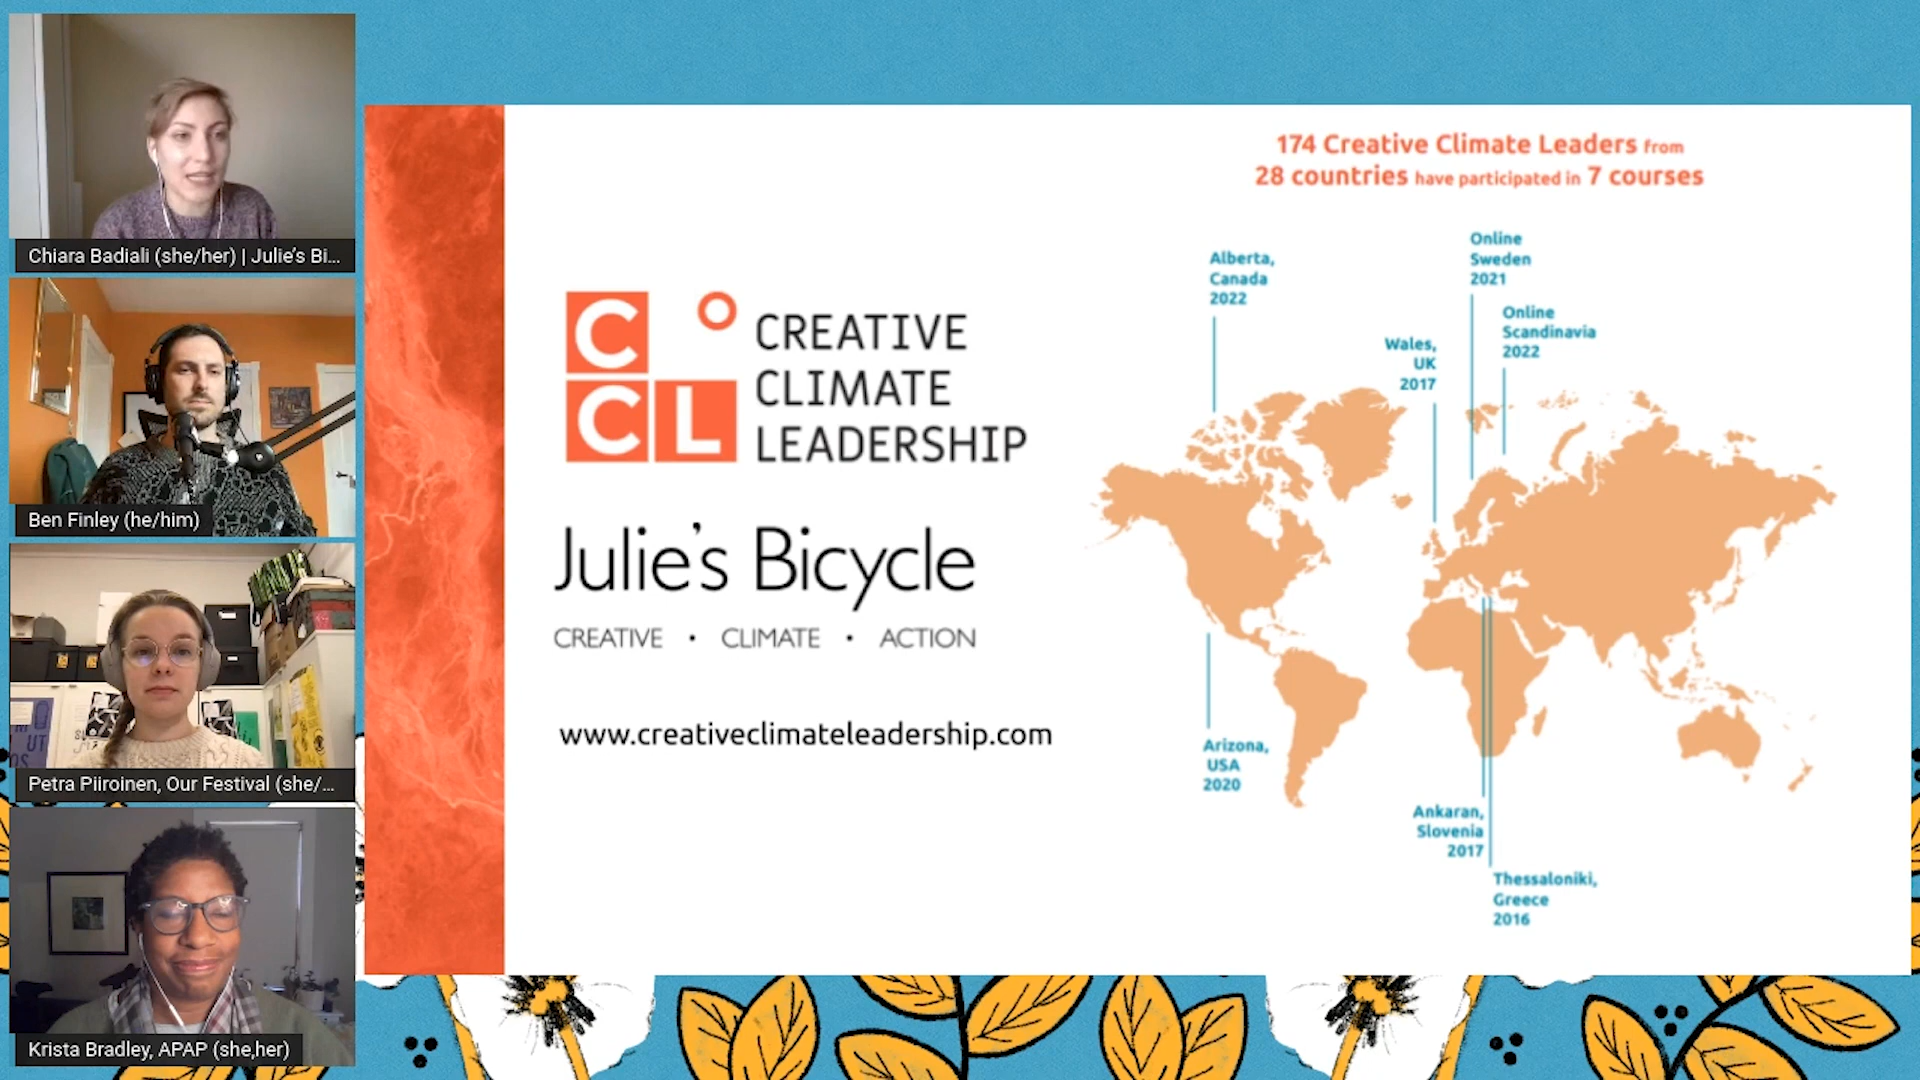 Chiara Badiali (she/her) | Julie's Bi...
Ben Finley (he/him)
Petra Piiroinen, Our Festival (she/...
Krista Bradley, APAP (she,her)
C
CL
CREATIVE
CLIMATE
LEADERSHIP
Julie's Bicycle
CREATIVE • CLIMATE • ACTION
www.creativeclimateleadership.com
174 Creative Climate Leaders from
28 countries have participated in 7 courses
Alberta,
Canada
2022
Online
Sweden
2021
Online
Scandinavia
2022
Wales,
UK
2017
Arizona,
USA
2020
Ankaran,
Slovenia
2017
Thessaloniki,
Greece
2016